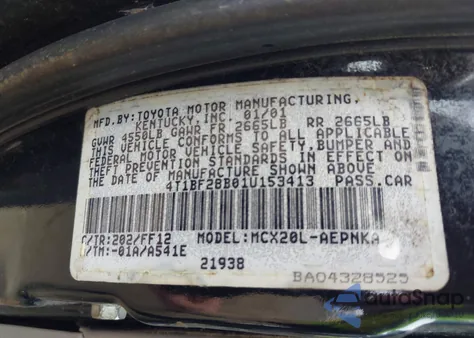 MFD.BY:TOYOTA MOTOR MANUFACTURING,
KENTUCKY,INC. 01/01
GVWR 4550LB GAWR FR 2665LB RR 2665LB
THIS VEHICLE CONFORMS TO ALL APPLICABLE
FEDERAL MOTOR VEHICLE SAFETY,BUMPER AND
THEFT PREVENTION STANDARDS IN EFFECT ON
THE DATE OF MANUFACTURE SHOWN ABOVE.
4T1BF28B01U153413 PASS.CAR
C/TR:202/FF12 MODEL:MCX20L-AEPNKA
/TM:-01A/A541E
21938
BA04328525
AutoSnap